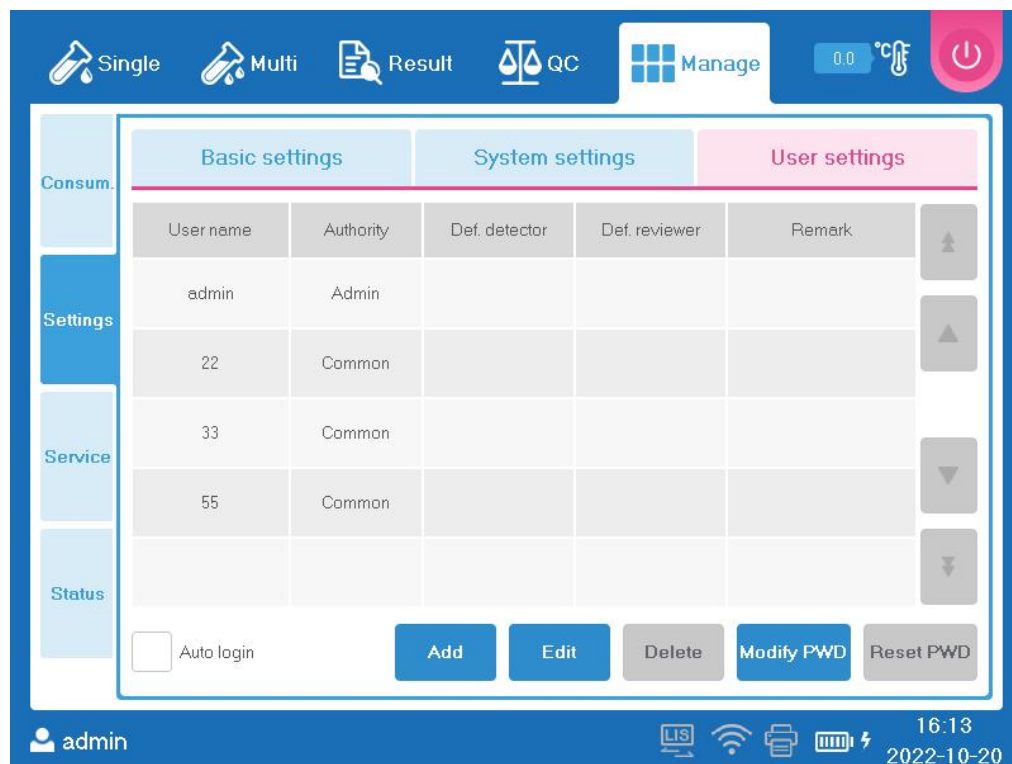 Single Multi Result QC Manage 0.0 °C
Consum.
Settings
Service
Status
Basic settings System settings User settings
User name Authority Def. detector Def. reviewer Remark
admin Admin
22 Common
33 Common
55 Common
Auto login Add Edit Delete Modify PWD Reset PWD
admin LIS 16:13
2022-10-20